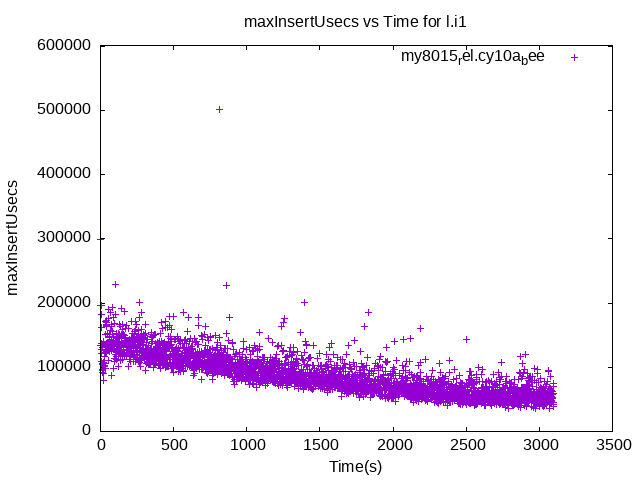 maxInsertUsecs vs Time for l.i1
my8015rel.cy10abee
600000
500000
400000
300000
200000
100000
0
maxInsertUsecs
0 500 1000 1500 2000 2500 3000 3500
Time(s)